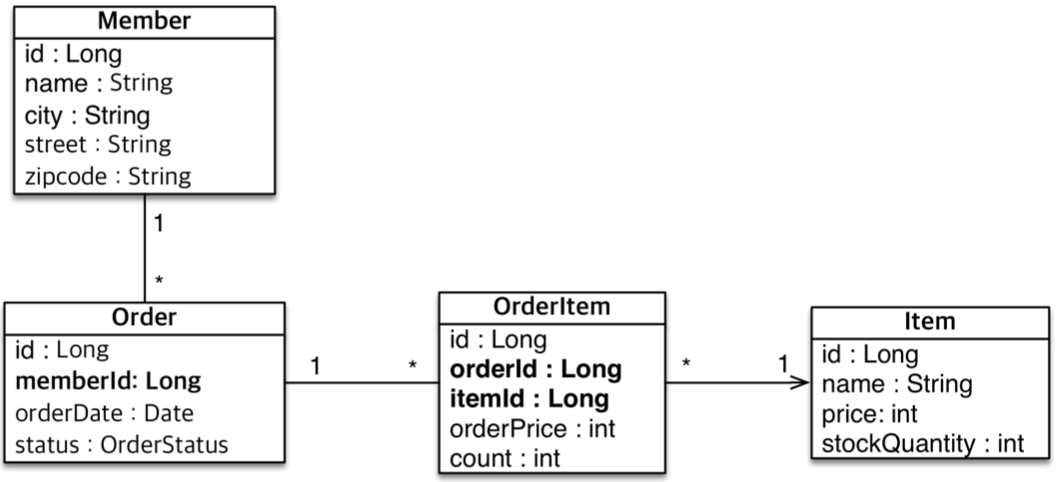 Member
id : Long
name : String
city : String
street : String
zipcode : String
1
*
Order
id : Long
memberId: Long
orderDate : Date
status : OrderStatus
1
*
OrderItem
id : Long
orderId : Long
itemId : Long
orderPrice : int
count : int
*
1
Item
id : Long
name : String
price: int
stockQuantity : int